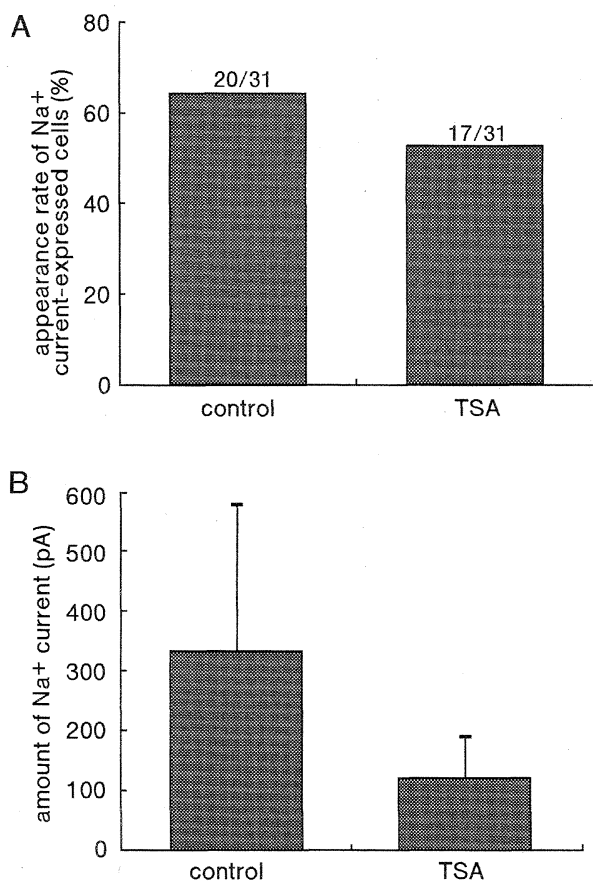 A
appearance rate of Na+
current-expressed cells (%)
80
60
40
20
0
20/31
17/31
control
TSA
B
amount of Na+ current (pA)
600
500
400
300
200
100
0
control
TSA